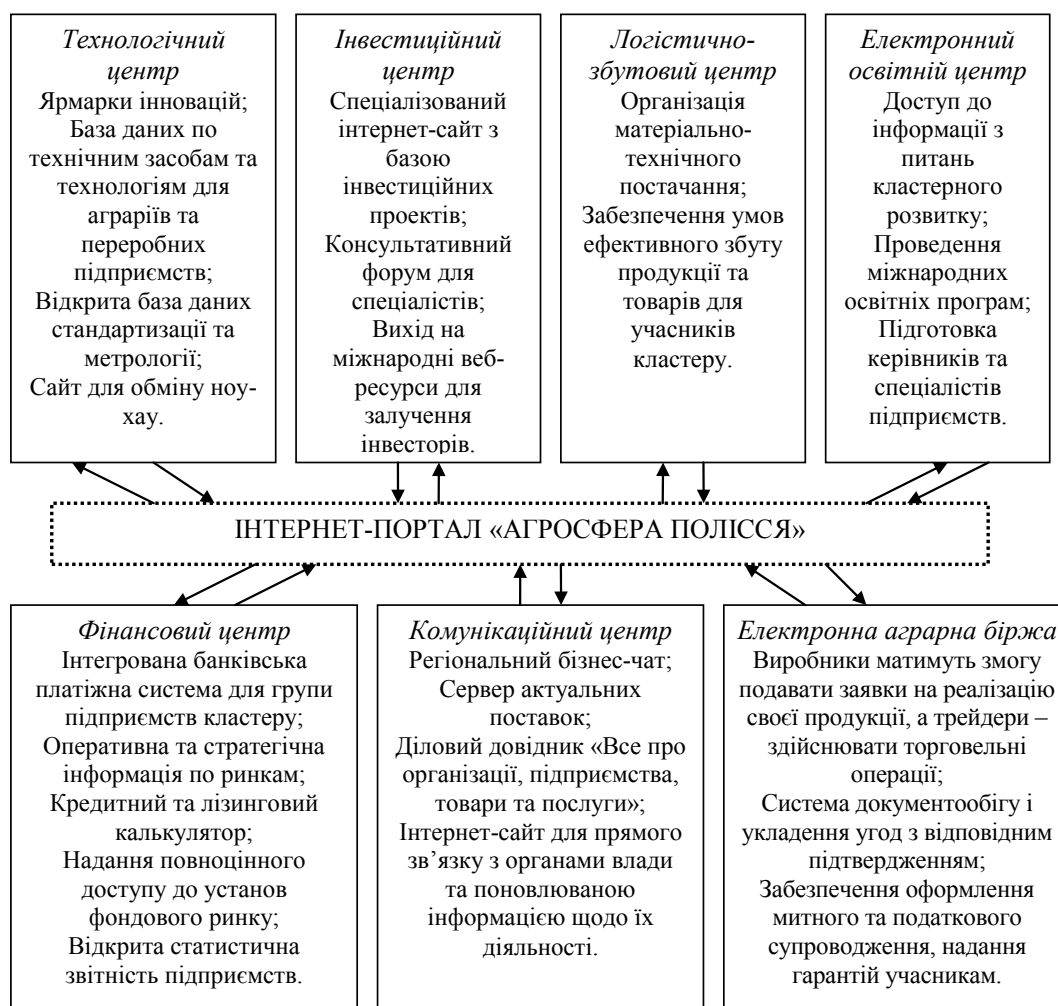 Технологічний
центр
Ярмарки інновацій;
База даних по
технічним засобам та
технологіям для
аграріїв та
переробних
підприємств;
Відкрита база даних
стандартизації та
метрології;
Сайт для обміну ноу-
хау.
Інвестиційний
центр
Спеціалізований
інтернет-сайт з
базою
інвестиційних
проектів;
Консультативний
форум для
спеціалістів;
Вихід на
міжнародні веб-
ресурси для
залучення
інвесторів.
Логістично-
збутовий центр
Організація
матеріально-
технічного
постачання;
Забезпечення умов
ефективного збуту
продукції та
товарів для
учасників
кластеру.
Електронний
освітній центр
Доступ до
інформації з
питань
кластерного
розвитку;
Проведення
міжнародних
освітніх програм;
Підготовка
керівників та
спеціалістів
підприємств.
ІНТЕРНЕТ-ПОРТАЛ «АГРОСФЕРА ПОЛІССЯ»
Фінансовий центр
Інтегрована банківська
платіжна система для групи
підприємств кластеру;
Оперативна та стратегічна
інформація по ринкам;
Кредитний та лізинговий
калькулятор;
Надання повноцінного
доступу до установ
фондового ринку;
Відкрита статистична
звітність підприємств.
Комунікаційний центр
Регіональний бізнес-чат;
Сервер актуальних
поставок;
Діловий довідник «Все про
організації, підприємства,
товари та послуги»;
Інтернет-сайт для прямого
зв’язку з органами влади
та поновлюваною
інформацією щодо їх
діяльності.
Електронна аграрна біржа
Виробники матимуть змогу
подавати заявки на реалізацію
своєї продукції, а трейдери –
здійснювати торговельні
операції;
Система документообігу і
укладення угод з відповідним
підтвердженням;
Забезпечення оформлення
митного та податкового
супроводження, надання
гарантій учасникам.